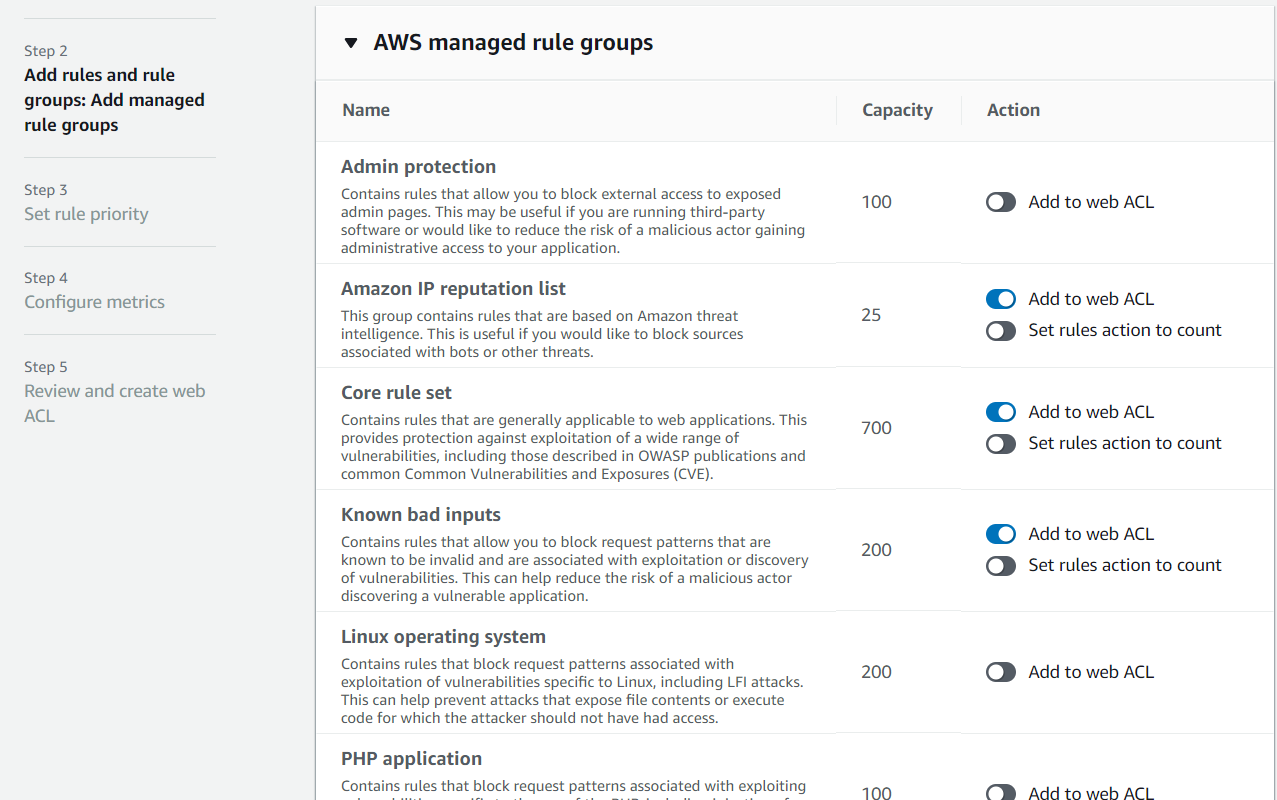 Step 2
Add rules and rule
groups: Add managed
rule groups
Step 3
Set rule priority
Step 4
Configure metrics
Step 5
Review and create web
ACL
AWS managed rule groups
Name Capacity Action
Admin protection
Contains rules that allow you to block external access to exposed
admin pages. This may be useful if you are running third-party
software or would like to reduce the risk of a malicious actor gaining
administrative access to your application.
100
Add to web ACL
Amazon IP reputation list
This group contains rules that are based on Amazon threat
intelligence. This is useful if you would like to block sources
associated with bots or other threats.
25
Add to web ACL
Set rules action to count
Core rule set
Contains rules that are generally applicable to web applications. This
provides protection against exploitation of a wide range of
vulnerabilities, including those described in OWASP publications and
common Common Vulnerabilities and Exposures (CVE).
700
Add to web ACL
Set rules action to count
Known bad inputs
Contains rules that allow you to block request patterns that are
known to be invalid and are associated with exploitation or discovery
of vulnerabilities. This can help reduce the risk of a malicious actor
discovering a vulnerable application.
200
Add to web ACL
Set rules action to count
Linux operating system
Contains rules that block request patterns associated with
exploitation of vulnerabilities specific to Linux, including LFI attacks.
This can help prevent attacks that expose file contents or execute
code for which the attacker should not have had access.
200
Add to web ACL
PHP application
Contains rules that block request patterns associated with exploiting
100
Add to web ACL